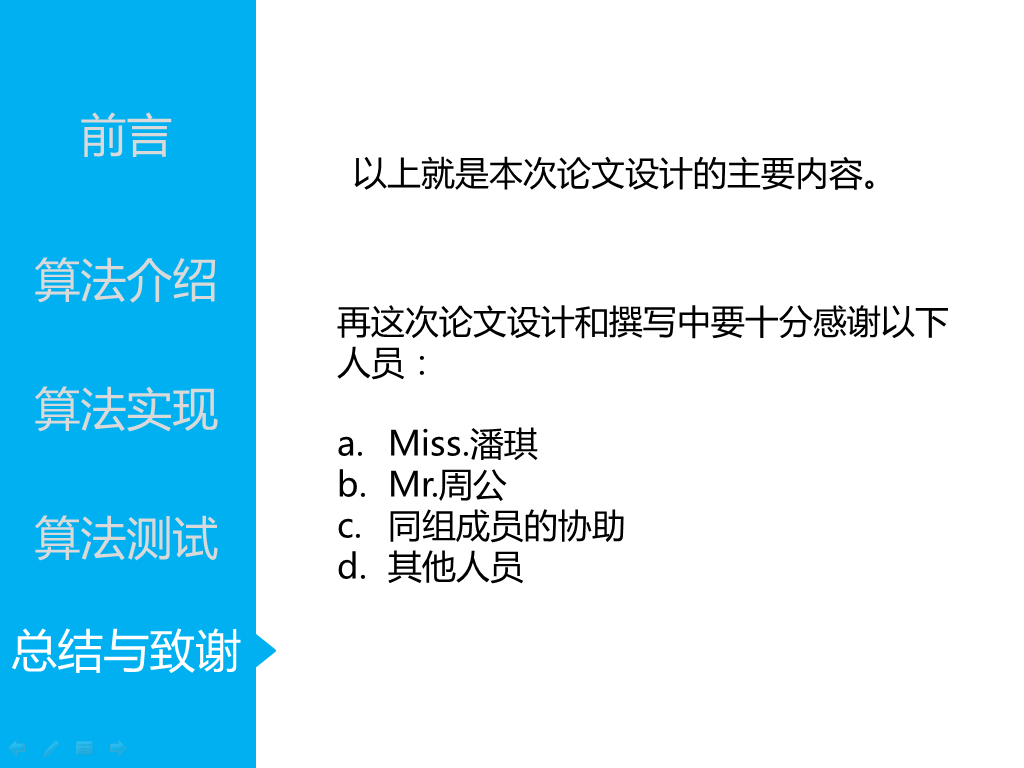 前言
算法介绍
算法实现
算法测试
总结与致谢
以上就是本次论文设计的主要内容。
再这次论文设计和撰写中要十分感谢以下
人员：
a. Miss.潘琪
b. Mr.周公
c. 同组成员的协助
d. 其他人员